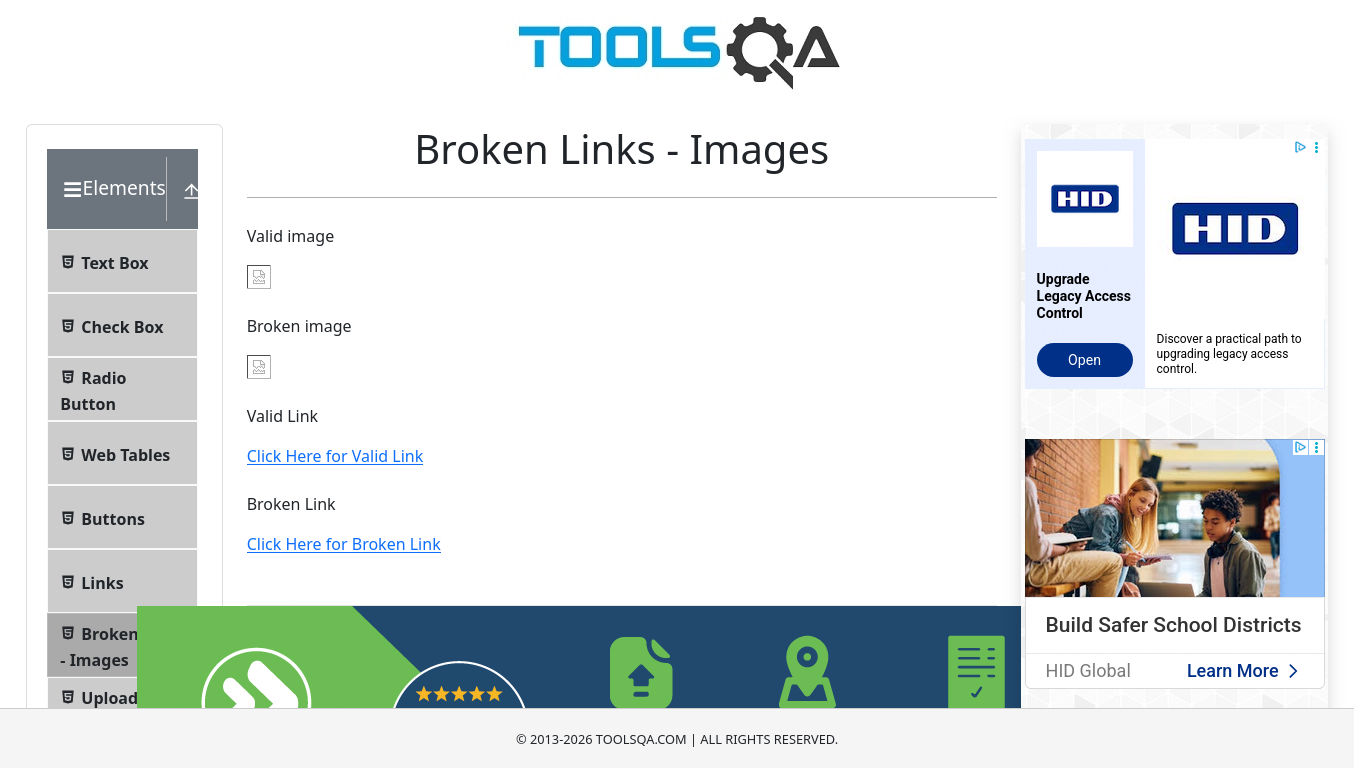 TOOLSQA
Elements
Text Box
Check Box
Radio
Button
Web Tables
Buttons
Links
Broken
- Images
Upload
Broken Links - Images
Valid image
Broken image
Valid Link
Click Here for Valid Link
Broken Link
Click Here for Broken Link
HID
Upgrade
Legacy Access
Control
Open
HID
Discover a practical path to
upgrading legacy access
control.
Build Safer School Districts
HID Global
Learn More
© 2013-2026 TOOLSQA.COM | ALL RIGHTS RESERVED.